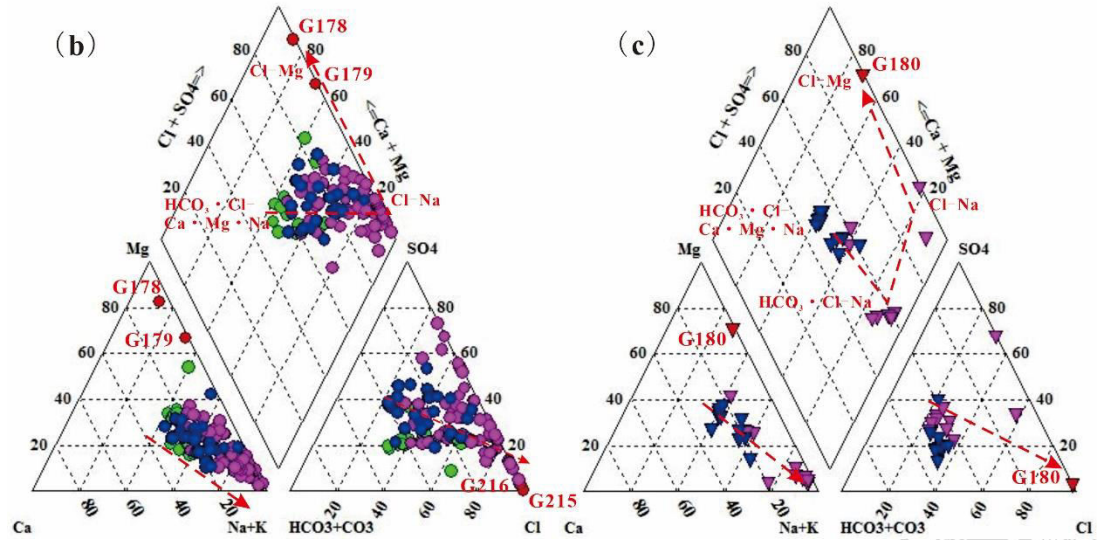 (b)
G178
80
80
Cl−Mg
G179
60
60
Cl + SO4=>
<=Ca + Mg
40
40
20
20
HCO3・Cl−
Ca・Mg・Na
Cl−Na
Mg
SO4
G178
80
80
G179
60
60
40
40
20
20
G216
G215
80
60
40
20
20
40
60
80
Ca
Na+K
HCO3+CO3
Cl
(c)
80
80
G180
Cl−Mg
60
60
Cl + SO4=>
<=Ca + Mg
40
40
20
20
HCO3・Cl−
Ca・Mg・Na
Cl−Na
Mg
SO4
HCO3・Cl−Na
80
80
G180
60
60
40
40
20
20
G180
80
60
40
20
20
40
60
80
Ca
Na+K
HCO3+CO3
Cl